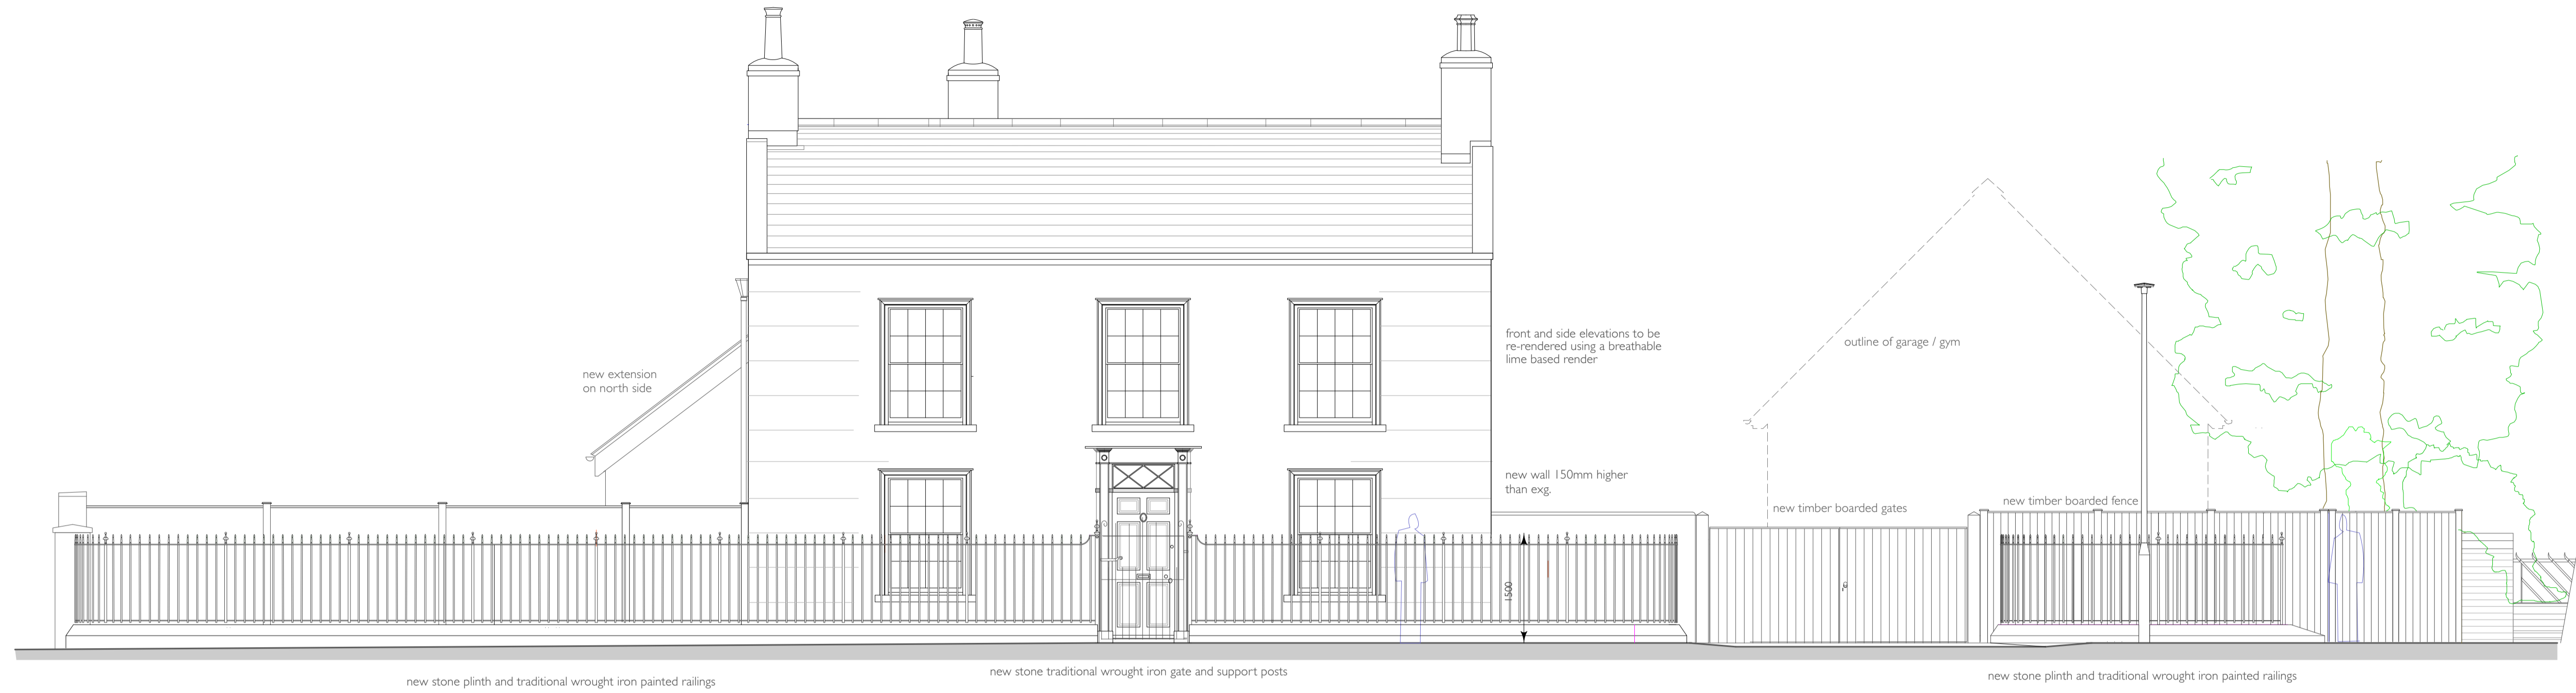 new extension
on north side
front and side elevations to be
re-rendered using a breathable
lime based render
outline of garage / gym
new wall 150mm higher
than exg.
new timber boarded gates
new timber boarded fence
1500
new stone plinth and traditional wrought iron painted railings
new stone traditional wrought iron gate and support posts
new stone plinth and traditional wrought iron painted railings